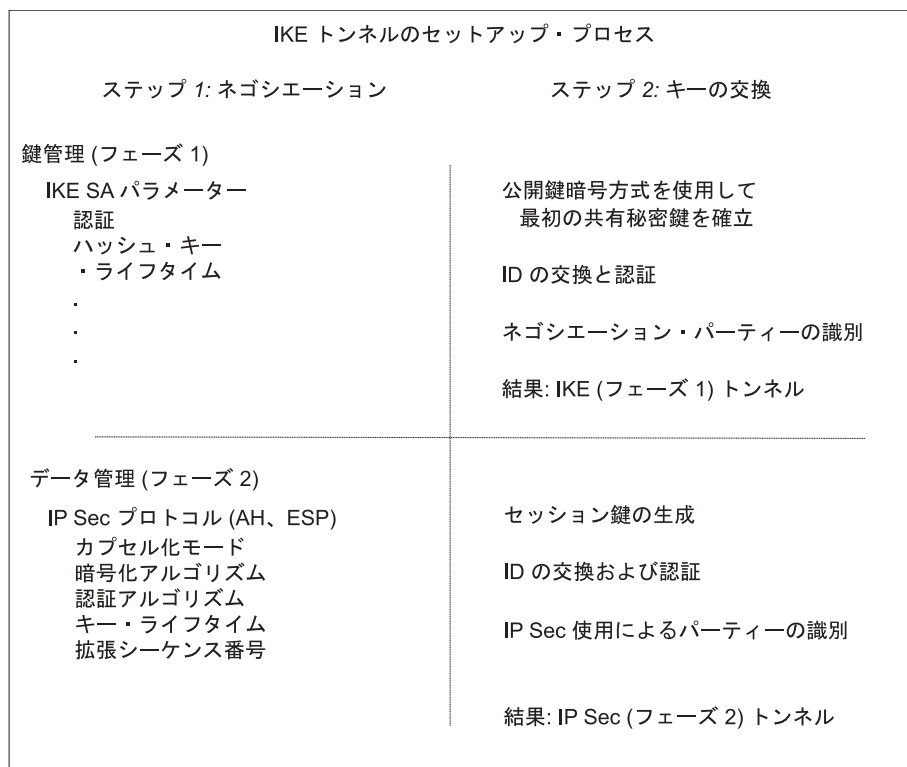 IKE トンネルのセットアップ・プロセス
ステップ 1: ネゴシエーション
ステップ 2: キーの交換
鍵管理 (フェーズ 1)
IKE SA パラメーター
認証
ハッシュ・キー
・ライフタイム
.
.
.
公開鍵暗号方式を使用して
最初の共有秘密鍵を確立
ID の交換と認証
ネゴシエーション・パーティーの識別
結果: IKE (フェーズ 1) トンネル
データ管理 (フェーズ 2)
IP Sec プロトコル (AH、ESP)
カプセル化モード
暗号化アルゴリズム
認証アルゴリズム
キー・ライフタイム
拡張シーケンス番号
セッション鍵の生成
ID の交換および認証
IP Sec 使用によるパーティーの識別
結果: IP Sec (フェーズ 2) トンネル